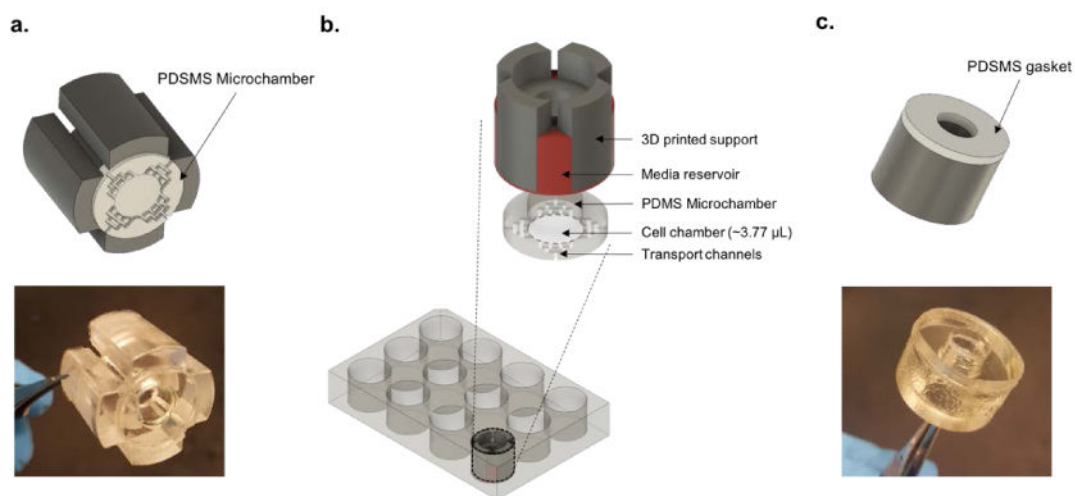 a.
b.
c.
PDSMS Microchamber
PDSMS gasket
3D printed support
Media reservoir
PDMS Microchamber
Cell chamber (~3.77 µL)
Transport channels